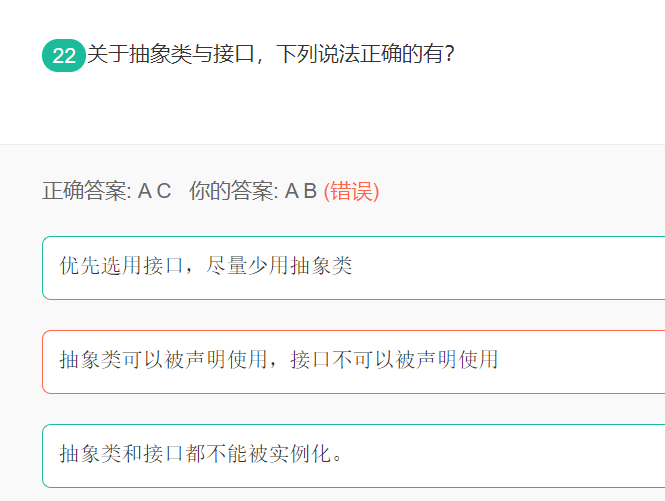 22 关于抽象类与接口，下列说法正确的有？
正确答案: A C 你的答案: A B (错误)
优先选用接口，尽量少用抽象类
抽象类可以被声明使用，接口不可以被声明使用
抽象类和接口都不能被实例化。